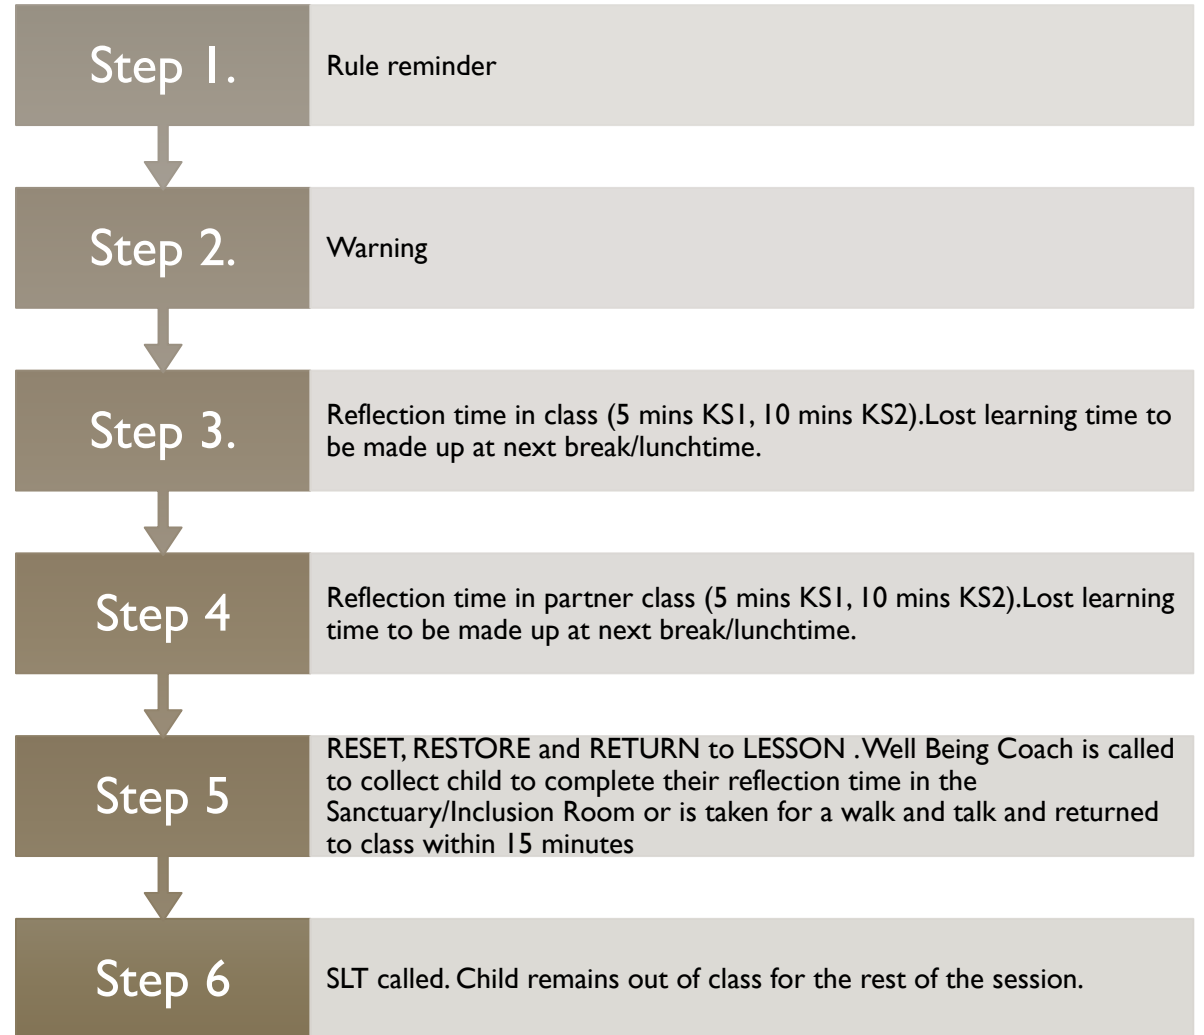 Step 1.
Rule reminder
Step 2.
Warning
Step 3.
Reflection time in class (5 mins KS1, 10 mins KS2).Lost learning time to
be made up at next break/lunchtime.
Step 4
Reflection time in partner class (5 mins KS1, 10 mins KS2).Lost learning
time to be made up at next break/lunchtime.
Step 5
RESET, RESTORE and RETURN to LESSON .Well Being Coach is called
to collect child to complete their reflection time in the
Sanctuary/Inclusion Room or is taken for a walk and talk and returned
to class within 15 minutes
Step 6
SLT called. Child remains out of class for the rest of the session.